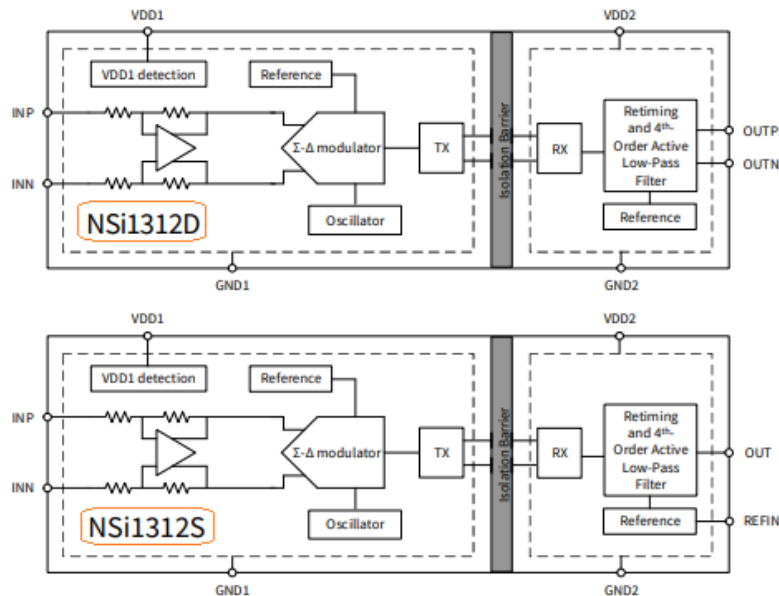 VDD1
VDD2
VDD1 detection
Reference
INP
Σ-Δ modulator
TX
Isolation Barrier
RX
Retiming
and 4th-
Order Active
Low-Pass
Filter
OUTP
OUTN
INN
NSi1312D
Oscillator
Reference
GND1
GND2
VDD1
VDD2
VDD1 detection
Reference
INP
Σ-Δ modulator
TX
Isolation Barrier
RX
Retiming
and 4th-
Order Active
Low-Pass
Filter
OUT
INN
NSi1312S
Oscillator
Reference
REFIN
GND1
GND2